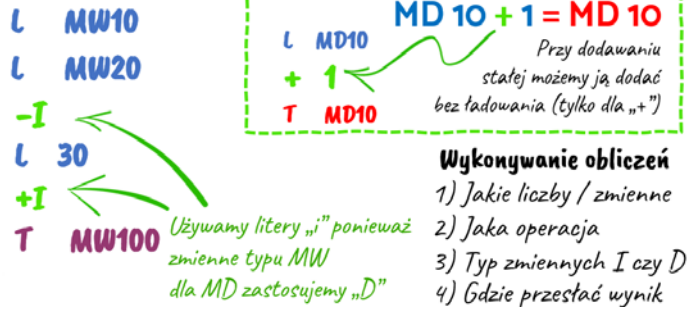 L MW10
L MW20
-I
L 30
+I
T MW100
Używamy litery „i” ponieważ
zmienne typu MW
dla MD zastosujemy „D”
MD 10 + 1 = MD 10
L MD10
+ 1
T MD10
Przy dodawaniu
stałej możemy ją dodać
bez ładowania (tylko dla „+”)
Wykonywanie obliczeń
1) Jakie liczby / zmienne
2) Jaka operacja
3) Typ zmiennych I czy D
4) Gdzie przesłać wynik